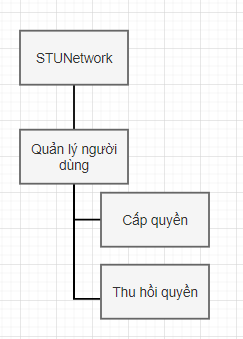 STUNetwork
Quản lý người
dùng
Cấp quyền
Thu hồi quyền